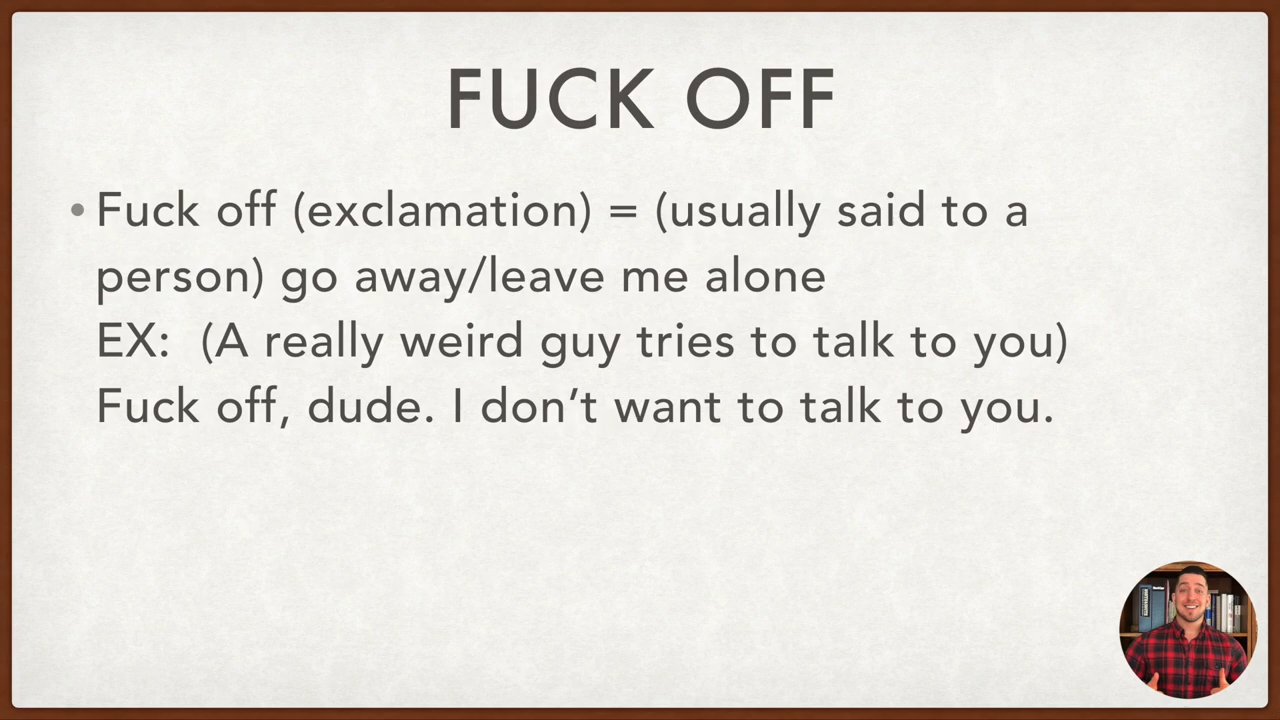 FUCK OFF
• Fuck off (exclamation) = (usually said to a
person) go away/leave me alone
EX: (A really weird guy tries to talk to you)
Fuck off, dude. I don’t want to talk to you.